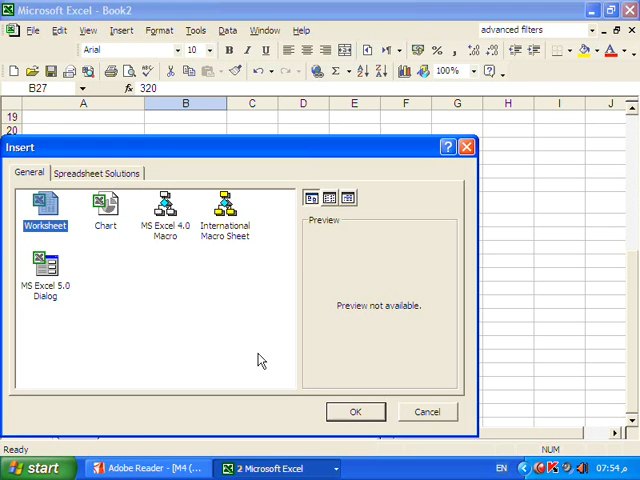 Microsoft Excel - Book2
File Edit View Insert Format Tools Data Window Help advanced filters
Arial 10 B I U % ,
Σ 100%
B27 320
A B C D E F G H I J
19
20
Insert
General Spreadsheet Solutions
Worksheet Chart MS Excel 4.0 Macro International Macro Sheet
MS Excel 5.0 Dialog
Preview
Preview not available.
OK Cancel
Ready NUM
start Adobe Reader - [M4 (... 2 Microsoft Excel EN 07:54 م